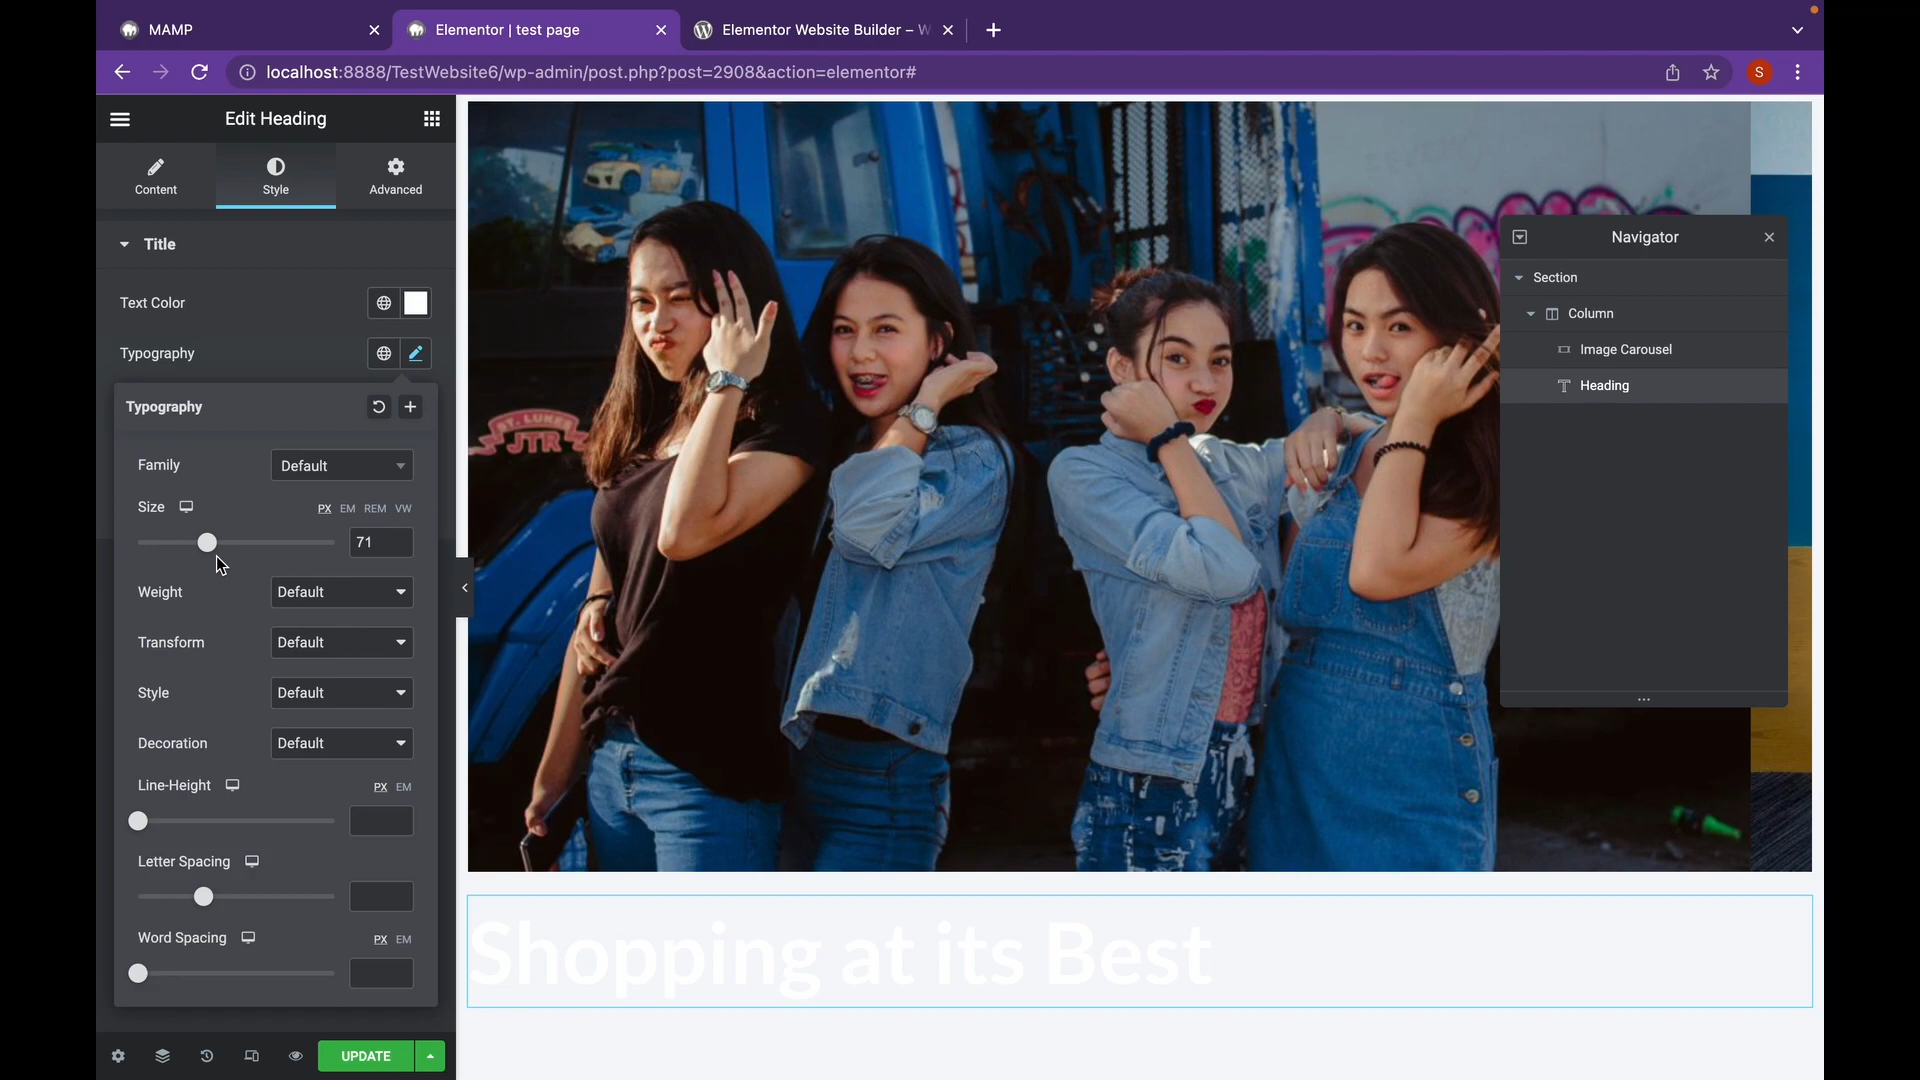 MAMP
Elementor | test page
Elementor Website Builder – W
localhost:8888/TestWebsite6/wp-admin/post.php?post=2908&action=elementor#
S
Edit Heading
Content
Style
Advanced
Title
Text Color
Typography
Typography
Family
Default
Size
PX EM REM VW
71
Weight
Default
Transform
Default
Style
Default
Decoration
Default
Line-Height
PX EM
Letter Spacing
Word Spacing
PX EM
UPDATE
ST. LUKE
JTR
Navigator
Section
Column
Image Carousel
Heading
Shopping at its Best